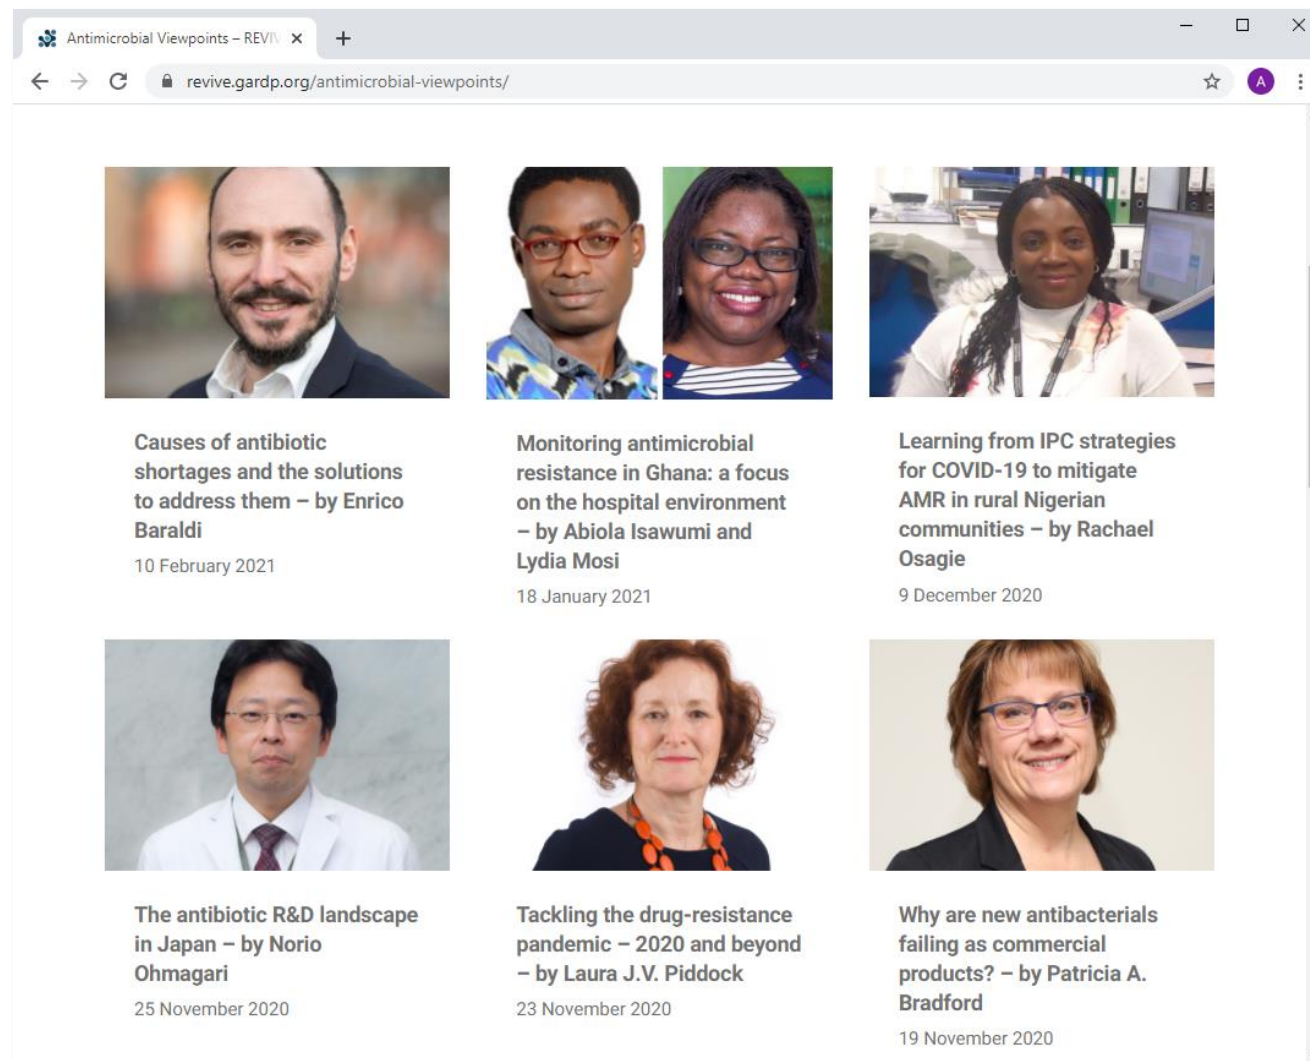 Antimicrobial Viewpoints – REVIV
revive.gardp.org/antimicrobial-viewpoints/
A
Causes of antibiotic
shortages and the solutions
to address them – by Enrico
Baraldi
10 February 2021
Monitoring antimicrobial
resistance in Ghana: a focus
on the hospital environment
– by Abiola Isawumi and
Lydia Mosi
18 January 2021
Learning from IPC strategies
for COVID-19 to mitigate
AMR in rural Nigerian
communities – by Rachael
Osagie
9 December 2020
The antibiotic R&D landscape
in Japan – by Norio
Ohmagari
25 November 2020
Tackling the drug-resistance
pandemic – 2020 and beyond
– by Laura J.V. Piddock
23 November 2020
Why are new antibacterials
failing as commercial
products? – by Patricia A.
Bradford
19 November 2020